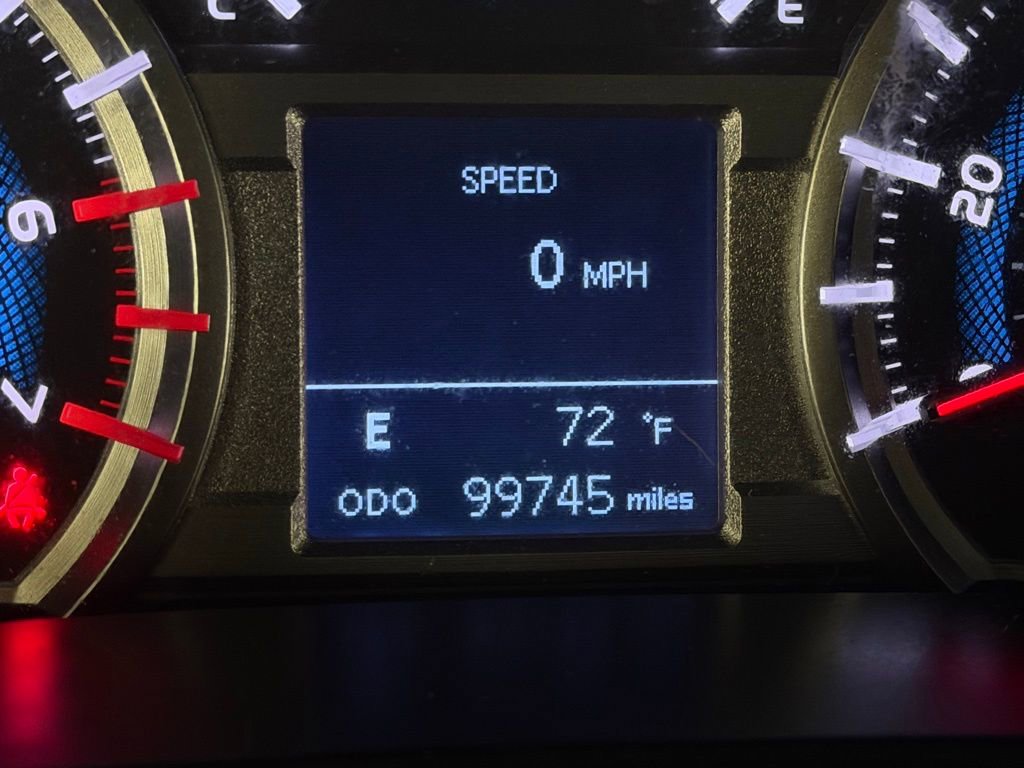 C
E
SPEED
0 MPH
E 72 °F
ODO 99745 miles
6
7
20